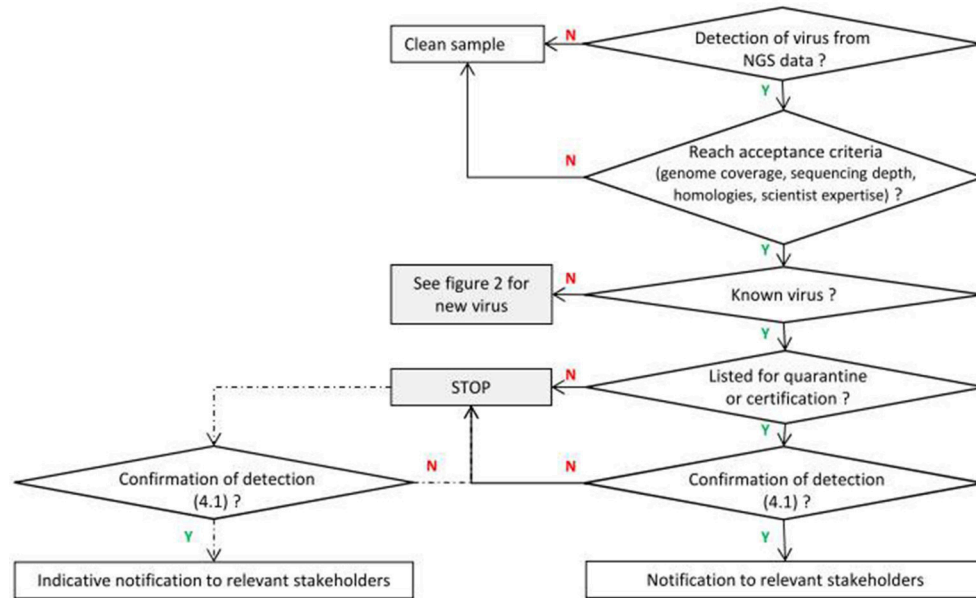 Clean sample
N
Detection of virus from
NGS data ?
Y
N
Reach acceptance criteria
(genome coverage, sequencing depth,
homologies, scientist expertise) ?
Y
See figure 2 for
new virus
N
Known virus ?
Y
STOP
N
Listed for quarantine
or certification ?
Y
Confirmation of detection
(4.1) ?
N
N
Confirmation of detection
(4.1) ?
Y
Y
Indicative notification to relevant stakeholders
Notification to relevant stakeholders